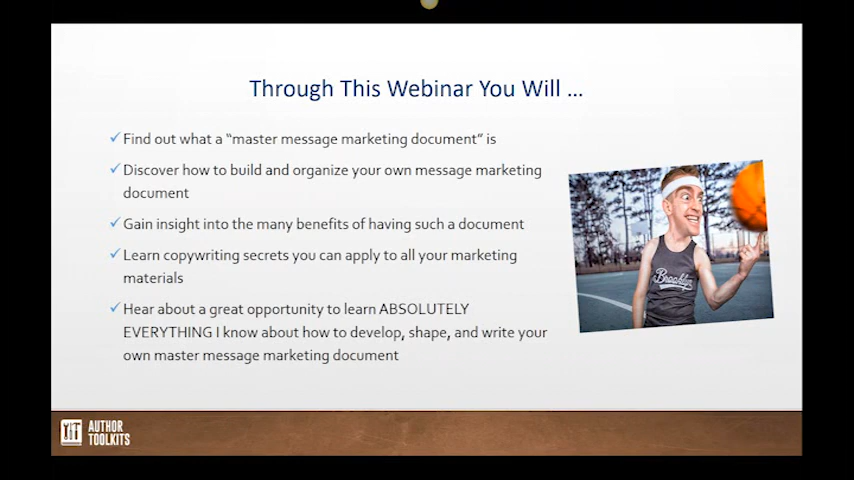 Through This Webinar You Will ...
✓Find out what a “master message marketing document” is
✓Discover how to build and organize your own message marketing
document
✓Gain insight into the many benefits of having such a document
✓Learn copywriting secrets you can apply to all your marketing
materials
✓Hear about a great opportunity to learn ABSOLUTELY
EVERYTHING I know about how to develop, shape, and write your
own master message marketing document
Brooklyn
AUTHOR
TOOLKITS